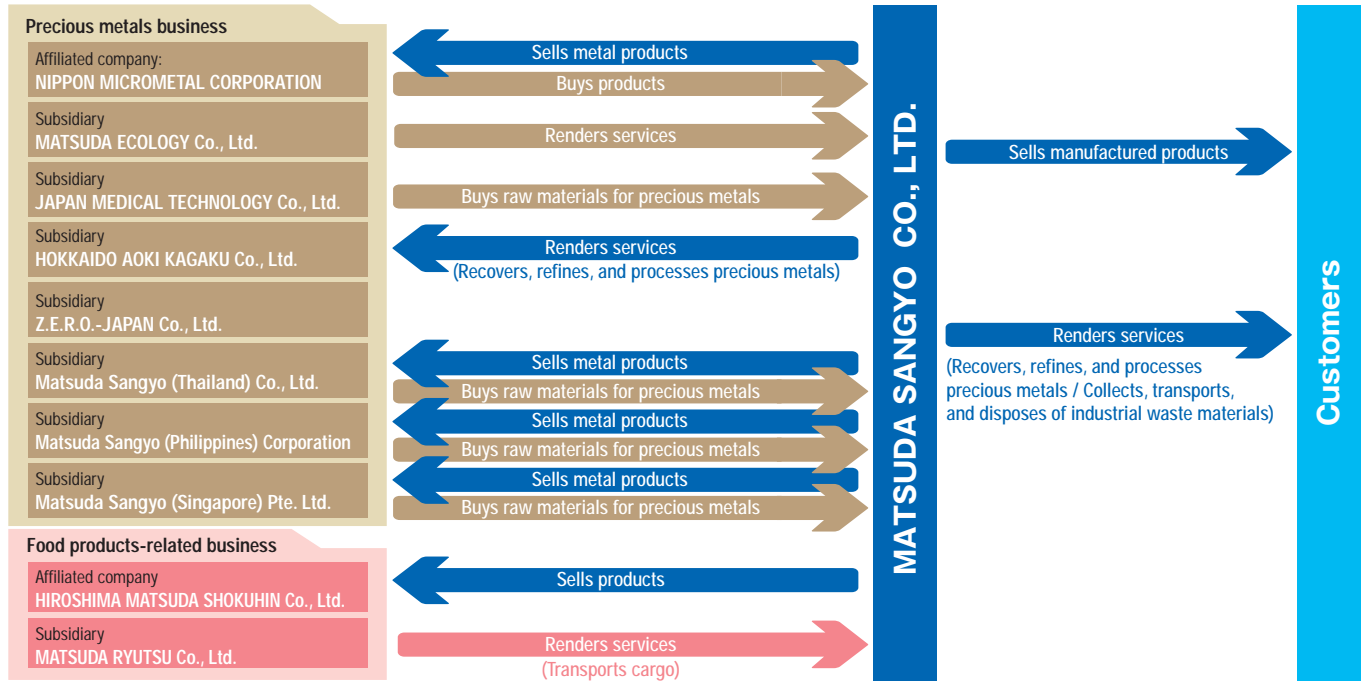 Precious metals business
Affiliated company:
NIPPON MICROMETAL CORPORATION
Sells metal products
Buys products
Subsidiary
MATSUDA ECOLOGY Co., Ltd.
Renders services
Subsidiary
JAPAN MEDICAL TECHNOLOGY Co., Ltd.
Buys raw materials for precious metals
Subsidiary
HOKKAIDO AOKI KAGAKU Co., Ltd.
Renders services
(Recovers, refines, and processes precious metals)
Subsidiary
Z.E.R.O.-JAPAN Co., Ltd.
Subsidiary
Matsuda Sangyo (Thailand) Co., Ltd.
Sells metal products
Buys raw materials for precious metals
Subsidiary
Matsuda Sangyo (Philippines) Corporation
Sells metal products
Buys raw materials for precious metals
Subsidiary
Matsuda Sangyo (Singapore) Pte. Ltd.
Sells metal products
Buys raw materials for precious metals
Food products-related business
Affiliated company
HIROSHIMA MATSUDA SHOKUHIN Co., Ltd.
Sells products
Subsidiary
MATSUDA RYUTSU Co., Ltd.
Renders services
(Transports cargo)
MATSUDA SANGYO CO., LTD.
Sells manufactured products
Renders services
(Recovers, refines, and processes
precious metals / Collects, transports,
and disposes of industrial waste materials)
Customers